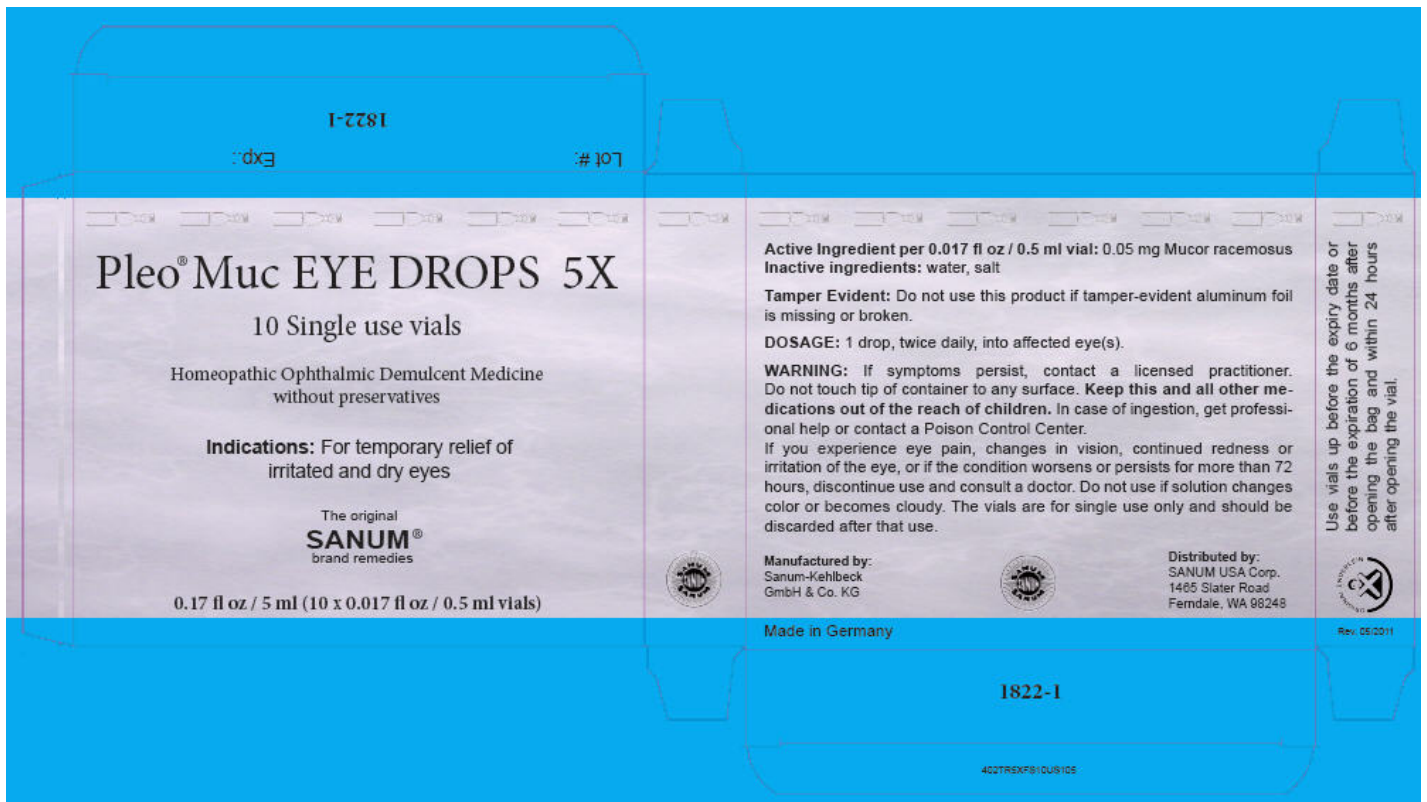 1822-1
Lot #:
Exp.:
Pleo® Muc EYE DROPS 5X
10 Single use vials
Homeopathic Ophthalmic Demulcent Medicine
without preservatives
Indications: For temporary relief of
irritated and dry eyes
The original
SANUM®
brand remedies
0.17 fl oz / 5 ml (10 x 0.017 fl oz / 0.5 ml vials)
SANUM
SANUM
Active Ingredient per 0.017 fl oz / 0.5 ml vial: 0.05 mg Mucor racemosus
Inactive ingredients: water, salt
Tamper Evident: Do not use this product if tamper-evident aluminum foil
is missing or broken.
DOSAGE: 1 drop, twice daily, into affected eye(s).
WARNING: If symptoms persist, contact a licensed practitioner.
Do not touch tip of container to any surface. Keep this and all other me-
dications out of the reach of children. In case of ingestion, get professi-
onal help or contact a Poison Control Center.
If you experience eye pain, changes in vision, continued redness or
irritation of the eye, or if the condition worsens or persists for more than 72
hours, discontinue use and consult a doctor. Do not use if solution changes
color or becomes cloudy. The vials are for single use only and should be
discarded after that use.
Manufactured by:
Sanum-Kehlbeck
GmbH & Co. KG
SANUM
SANUM
Distributed by:
SANUM USA Corp.
1465 Slater Road
Ferndale, WA 98248
Made in Germany
1822-1
402TR5XFS10US105
Use vials up before the expiry date or
before the expiration of 6 months after
opening the bag and within 24 hours
after opening the vial.
ENDERLEIN
ORIGINAL
Rev. 05/2011